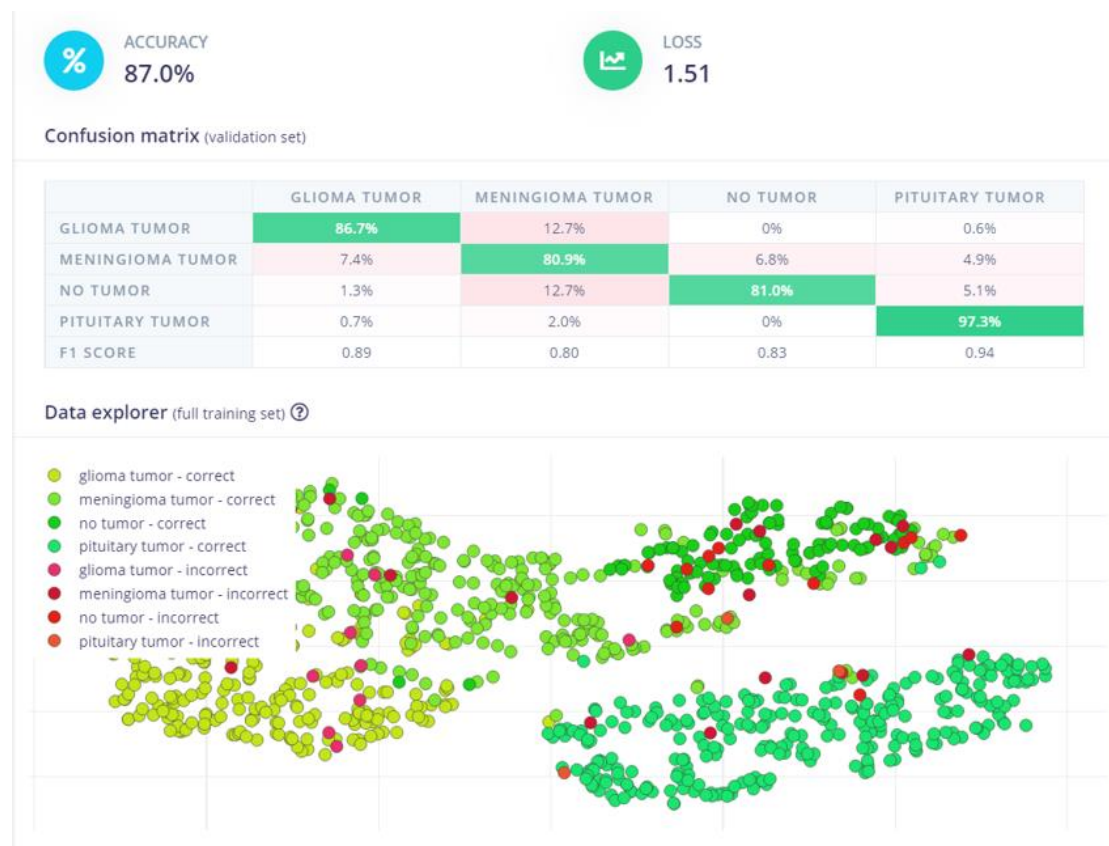 ACCURACY
87.0%
LOSS
1.51
Confusion matrix (validation set)
GLIOMA TUMOR MENINGIOMA TUMOR NO TUMOR PITUITARY TUMOR
GLIOMA TUMOR 86.7% 12.7% 0% 0.6%
MENINGIOMA TUMOR 7.4% 80.9% 6.8% 4.9%
NO TUMOR 1.3% 12.7% 81.0% 5.1%
PITUITARY TUMOR 0.7% 2.0% 0% 97.3%
F1 SCORE 0.89 0.80 0.83 0.94
Data explorer (full training set) ?
glioma tumor - correct
meningioma tumor - correct
no tumor - correct
pituitary tumor - correct
glioma tumor - incorrect
meningioma tumor - incorrect
no tumor - incorrect
pituitary tumor - incorrect